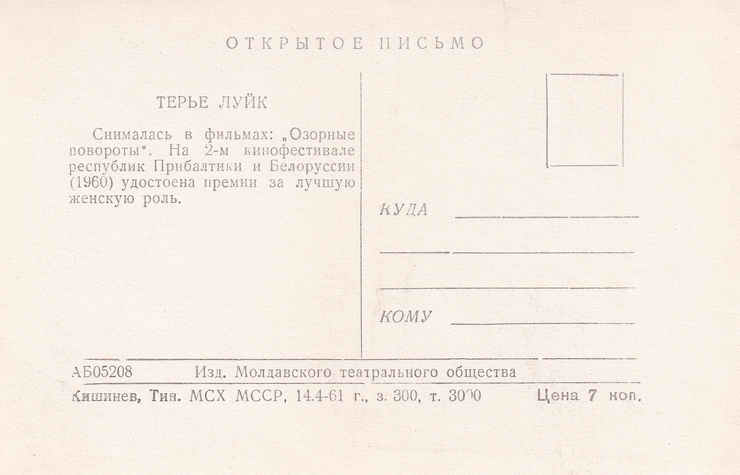 ОТКРЫТОЕ ПИСЬМО
ТЕРЬЕ ЛУЙК
Снималась в фильмах: „Озорные
повороты“. На 2-м кинофестивале
республик Прибалтики и Белоруссии
(1960) удостоена премии за лучшую
женскую роль.
КУДА
КОМУ
АБ05208 Изд. Молдавского театрального общества
Кишинев, Тип. МСХ МССР, 14.4-61 г., з. 300, т. 3000 Цена 7 коп.